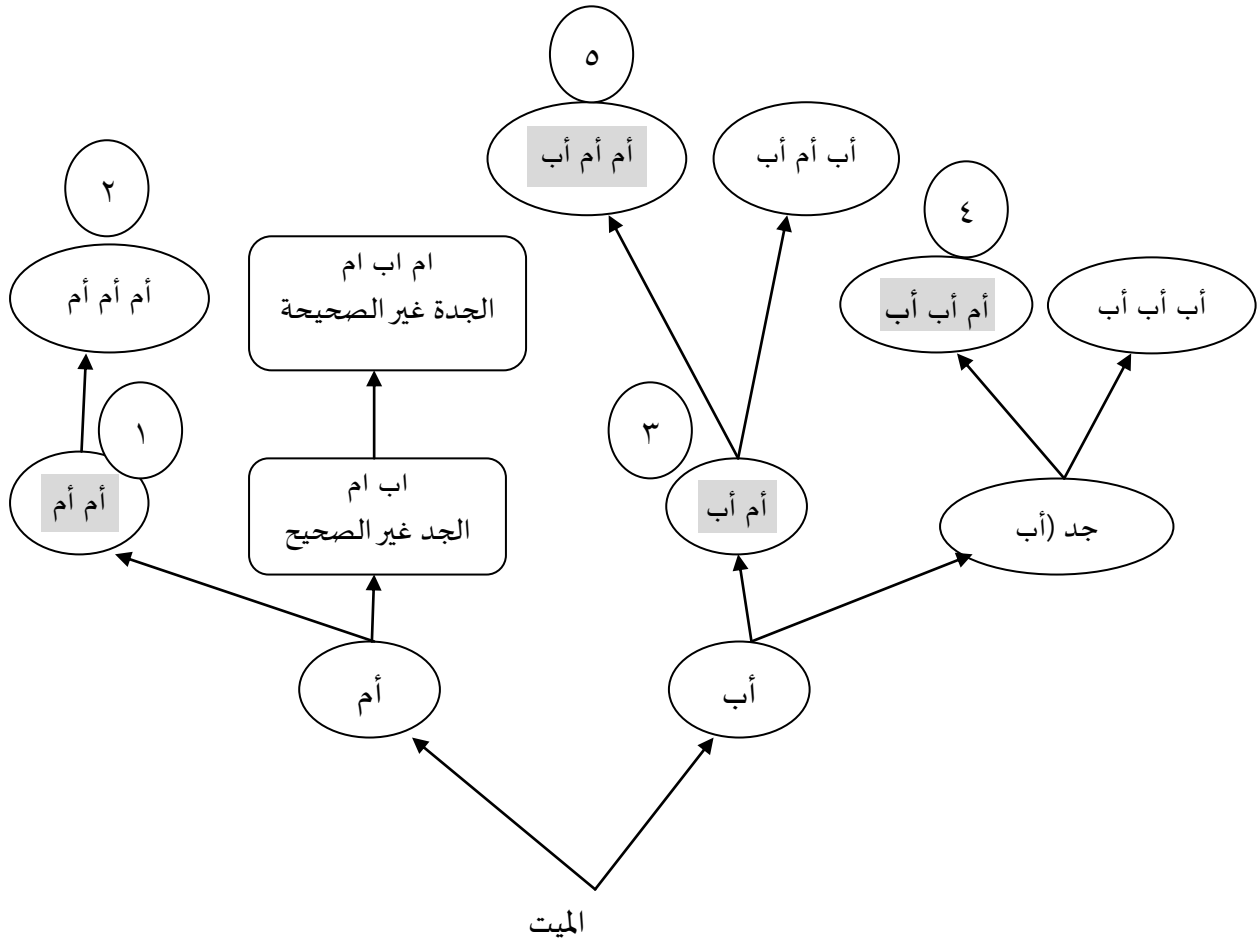 ٥
أم أم أب
أب أم أب
٢
٤
أم أم أم
ام اب ام
الجدة غير الصحيحة
أم أب أب
أب أب أب
١
٣
أم أم
اب ام
الجد غير الصحيح
أم أب
جد (أب
أم
أب
الميت